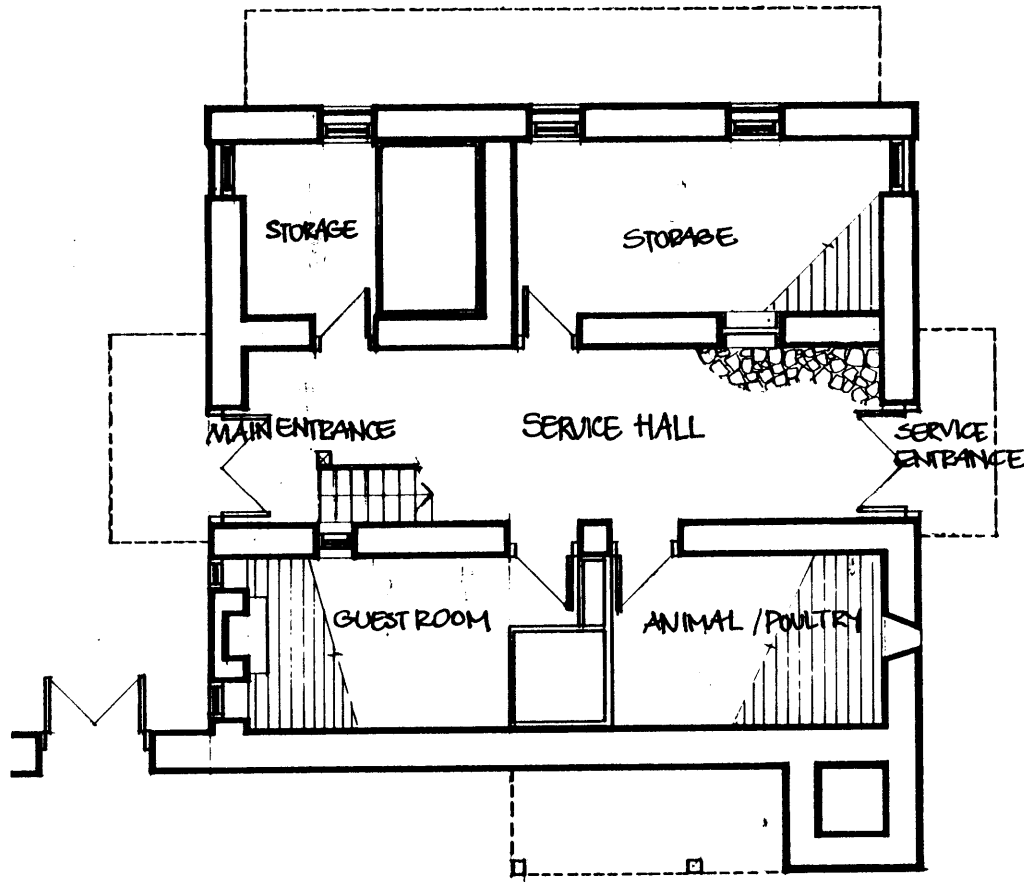 STORAGE
STORAGE
MAIN ENTRANCE
SERVICE HALL
SERVICE
ENTRANCE
GUEST ROOM
ANIMAL / POULTRY